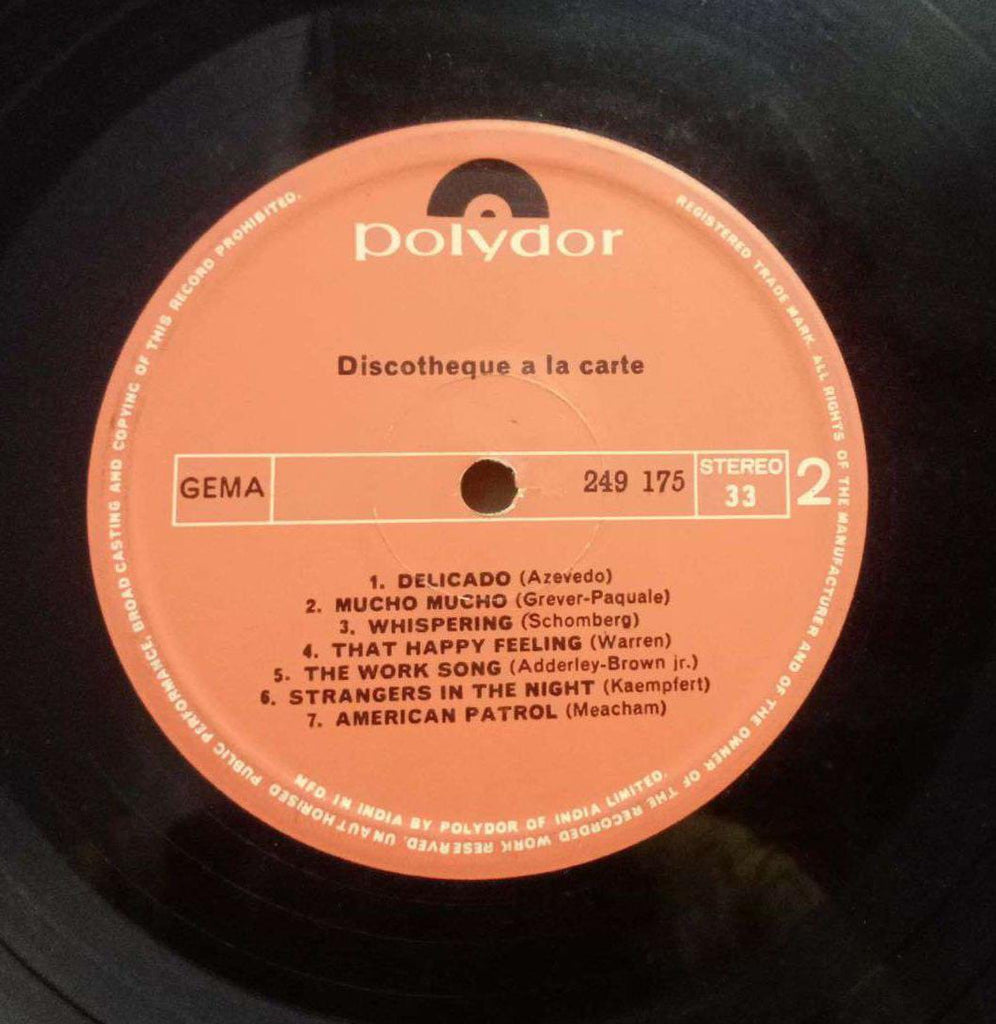 polydor
Discotheque a la carte
GEMA
249 175
STEREO
33
2
1. DELICADO (Azevedo)
2. MUCHO MUCHO (Grever-Paquale)
3. WHISPERING (Schomberg)
4. THAT HAPPY FEELING (Warren)
5. THE WORK SONG (Adderley-Brown jr.)
6. STRANGERS IN THE NIGHT (Kaempfert)
7. AMERICAN PATROL (Meacham)
MFD. IN INDIA BY POLYDOR OF INDIA LIMITED.
REGISTERED TRADE MARK. ALL RIGHTS OF THE MANUFACTURER AND OF THE OWNER OF THE RECORDED WORK RESERVED. UNAUTHORISED PUBLIC PERFORMANCE, BROADCASTING AND COPYING OF THIS RECORD PROHIBITED.